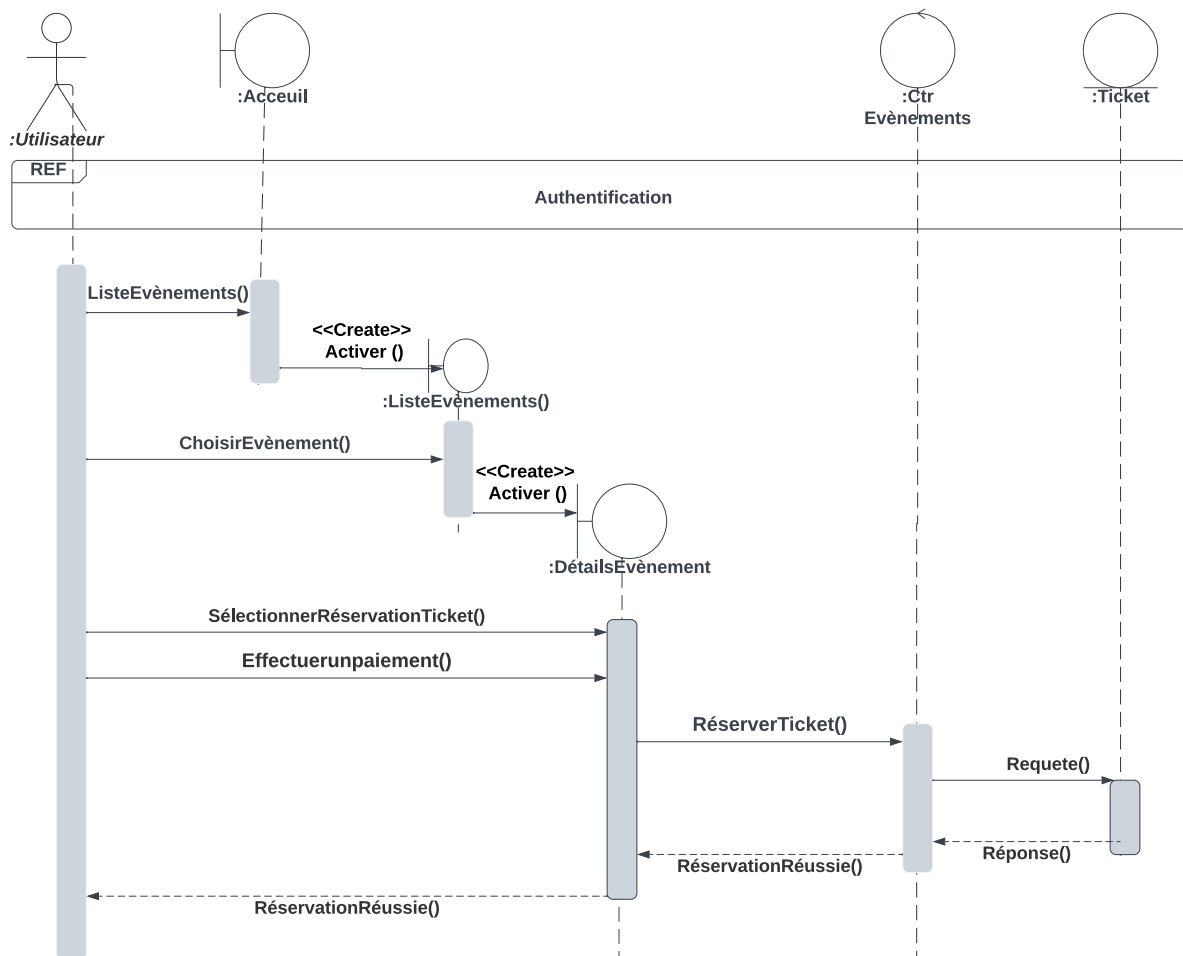 :Acceuil
:Ctr
Evènements
:Ticket
:Utilisateur
REF
Authentification
ListeEvènements()
<<Create>>
Activer ()
:ListeEvènements()
ChoisirEvènement()
<<Create>>
Activer ()
:DétailsEvènement
SélectionnerRéservationTicket()
Effectuerunpaiement()
RéserverTicket()
Requete()
Réponse()
RéservationRéussie()
RéservationRéussie()